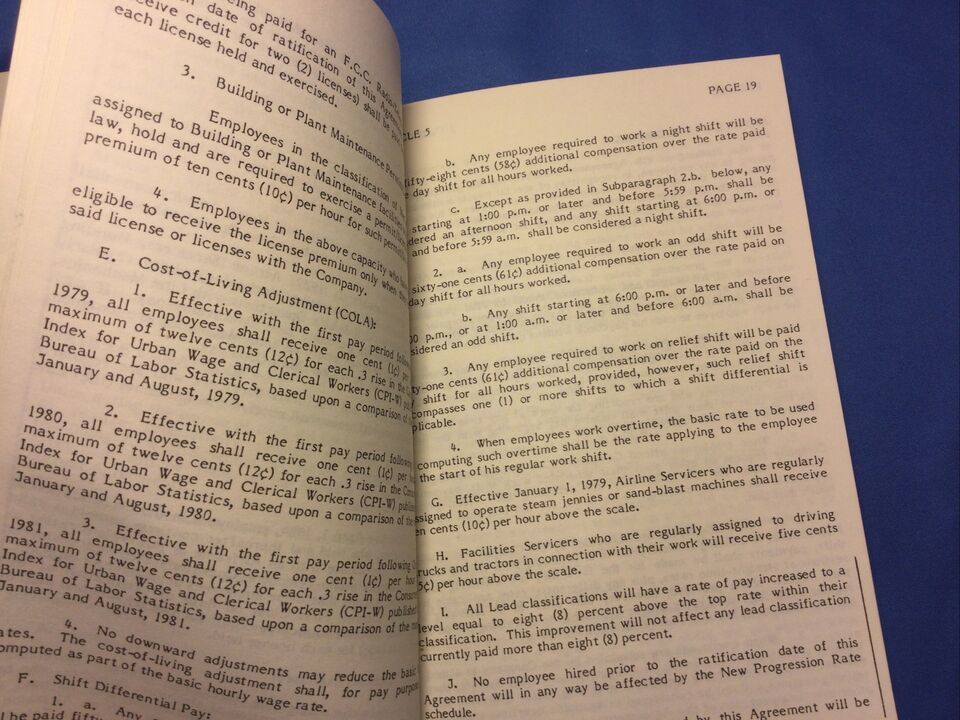 being paid for an F.C.C.
date of ratification of this
receive credit for two (2) licenses) shall be
each license held and exercised.
3. Building or Plant Maintenance
Employees in the classification of
assigned to Building or Plant Maintenance facilities
law, hold and are required to exercise a
premium of ten cents (10¢) per hour for such
4. Employees in the above capacity who
eligible to receive the license premium only when
said license or licenses with the Company.
E. Cost-of-Living Adjustment (COLA):
1. Effective with the first pay period
1979, all employees shall receive one cent (1¢)
maximum of twelve cents (12¢) for each .3 rise in the
Index for Urban Wage and Clerical Workers (CPI-W)
Bureau of Labor Statistics, based upon a comparison of
January and August, 1979.
2. Effective with the first pay period following
1980, all employees shall receive one cent (1¢) per
maximum of twelve cents (12¢) for each .3 rise in the
Index for Urban Wage and Clerical Workers (CPI-W)
Bureau of Labor Statistics, based upon a comparison of the
January and August, 1980.
3. Effective with the first pay period following
1981, all employees shall receive one cent (1¢) per hour
maximum of twelve cents (12¢) for each .3 rise in the
Index for Urban Wage and Clerical Workers (CPI-W) published
Bureau of Labor Statistics, based upon a comparison of the
January and August, 1981.
4. No downward adjustments may reduce the basic
ates. The cost-of-living adjustment shall, for pay
omputed as part of the basic hourly wage rate.
F. Shift Differential Pay:
1. a. Any
be paid fifty
CLE 5 PAGE 19
b. Any employee required to work a night shift will be
fifty-eight cents (58¢) additional compensation over the rate paid
e day shift for all hours worked.
c. Except as provided in Subparagraph 2.b. below, any
starting at 1:00 p.m. or later and before 5:59 p.m. shall be
dered an afternoon shift, and any shift starting at 6:00 p.m. or
and before 5:59 a.m. shall be considered a night shift.
2. a. Any employee required to work an odd shift will be
sixty-one cents (61¢) additional compensation over the rate paid on
day shift for all hours worked.
b. Any shift starting at 6:00 p.m. or later and before
0 p.m., or at 1:00 a.m. or later and before 6:00 a.m. shall be
sidered an odd shift.
3. Any employee required to work on relief shift will be paid
ty-one cents (61¢) additional compensation over the rate paid on the
shift for all hours worked, provided, however, such relief shift
compasses one (1) or more shifts to which a shift differential is
plicable.
4. When employees work overtime, the basic rate to be used
computing such overtime shall be the rate applying to the employee
the start of his regular work shift.
G. Effective January 1, 1979, Airline Servicers who are regularly
ssigned to operate steam jennies or sand-blast machines shall receive
en cents (10¢) per hour above the scale.
H. Facilities Servicers who are regularly assigned to driving
rucks and tractors in connection with their work will receive five cents
5¢) per hour above the scale.
I. All Lead classifications will have a rate of pay increased to a
level equal to eight (8) percent above the top rate within their
classification. This improvement will not affect any lead classification
currently paid more than eight (8) percent.
J. No employee hired prior to the ratification date of this
Agreement will in any way be affected by the New Progression Rate
schedule.
by this Agreement will be